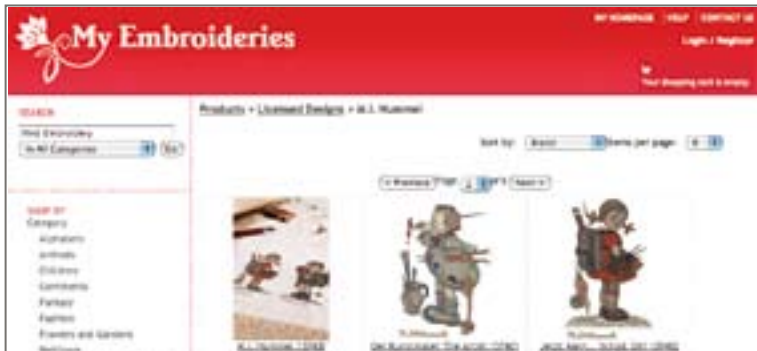 My Embroideries
MY HOMEPAGE | HELP | CONTACT US
Login / Register
Your shopping cart is empty.
SEARCH
Find Embroidery
In All Categories Go
Products » Licensed Designs » M.I. Hummel
Sort by: Items per page:
« Previous Page Next »
SHOP BY
Category
Alphabets
Animals
Children
Fantasy
Fashion
Flowers and Gardens
M.I. Hummel